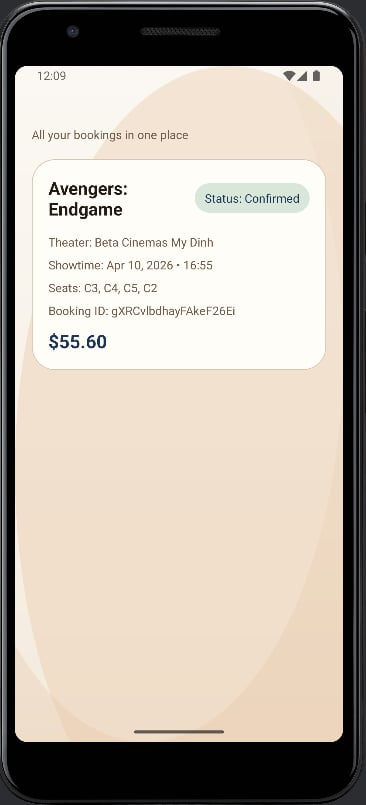 12:09
All your bookings in one place
Avengers:
Endgame
Status: Confirmed
Theater: Beta Cinemas My Dinh
Showtime: Apr 10, 2026 • 16:55
Seats: C3, C4, C5, C2
Booking ID: gXRCvlbdhayFAkeF26Ei
$55.60